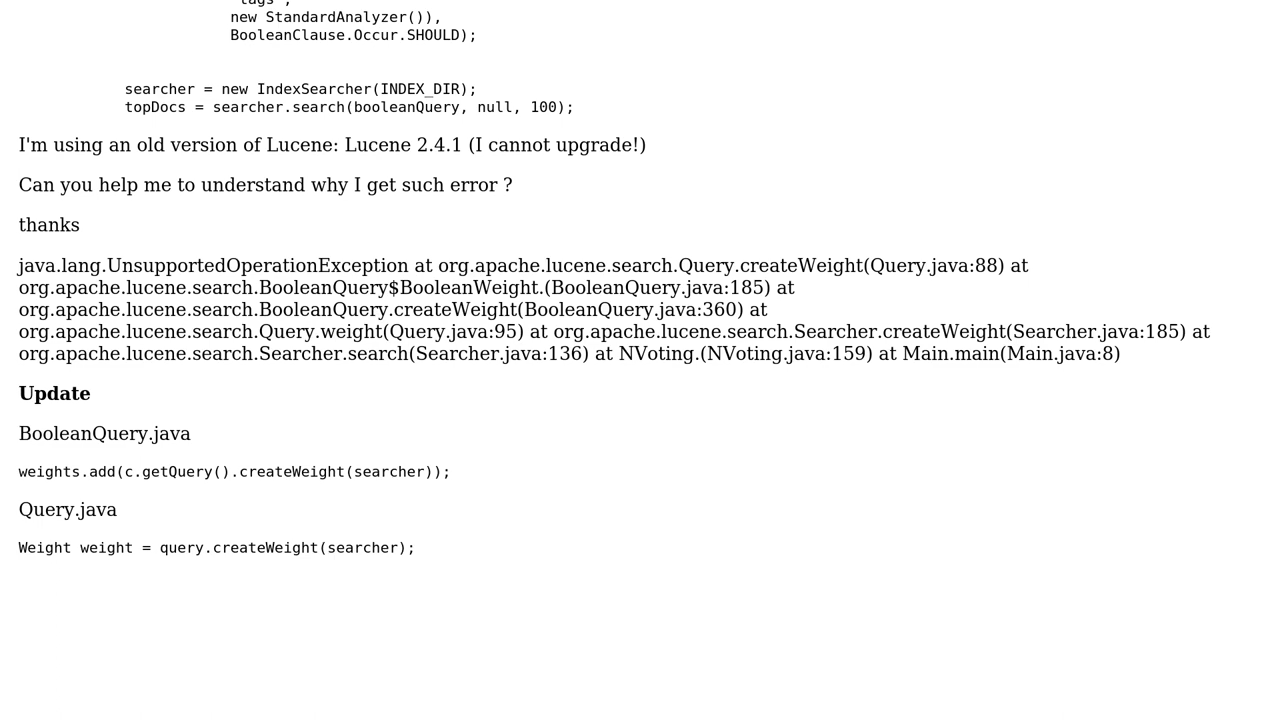 "tags",
new StandardAnalyzer()),
BooleanClause.Occur.SHOULD);
searcher = new IndexSearcher(INDEX_DIR);
topDocs = searcher.search(booleanQuery, null, 100);
I'm using an old version of Lucene: Lucene 2.4.1 (I cannot upgrade!)
Can you help me to understand why I get such error ?
thanks
java.lang.UnsupportedOperationException at org.apache.lucene.search.Query.createWeight(Query.java:88) at
org.apache.lucene.search.BooleanQuery$BooleanWeight.(BooleanQuery.java:185) at
org.apache.lucene.search.BooleanQuery.createWeight(BooleanQuery.java:360) at
org.apache.lucene.search.Query.weight(Query.java:95) at org.apache.lucene.search.Searcher.createWeight(Searcher.java:185) at
org.apache.lucene.search.Searcher.search(Searcher.java:136) at NVoting.(NVoting.java:159) at Main.main(Main.java:8)
Update
BooleanQuery.java
weights.add(c.getQuery().createWeight(searcher));
Query.java
Weight weight = query.createWeight(searcher);